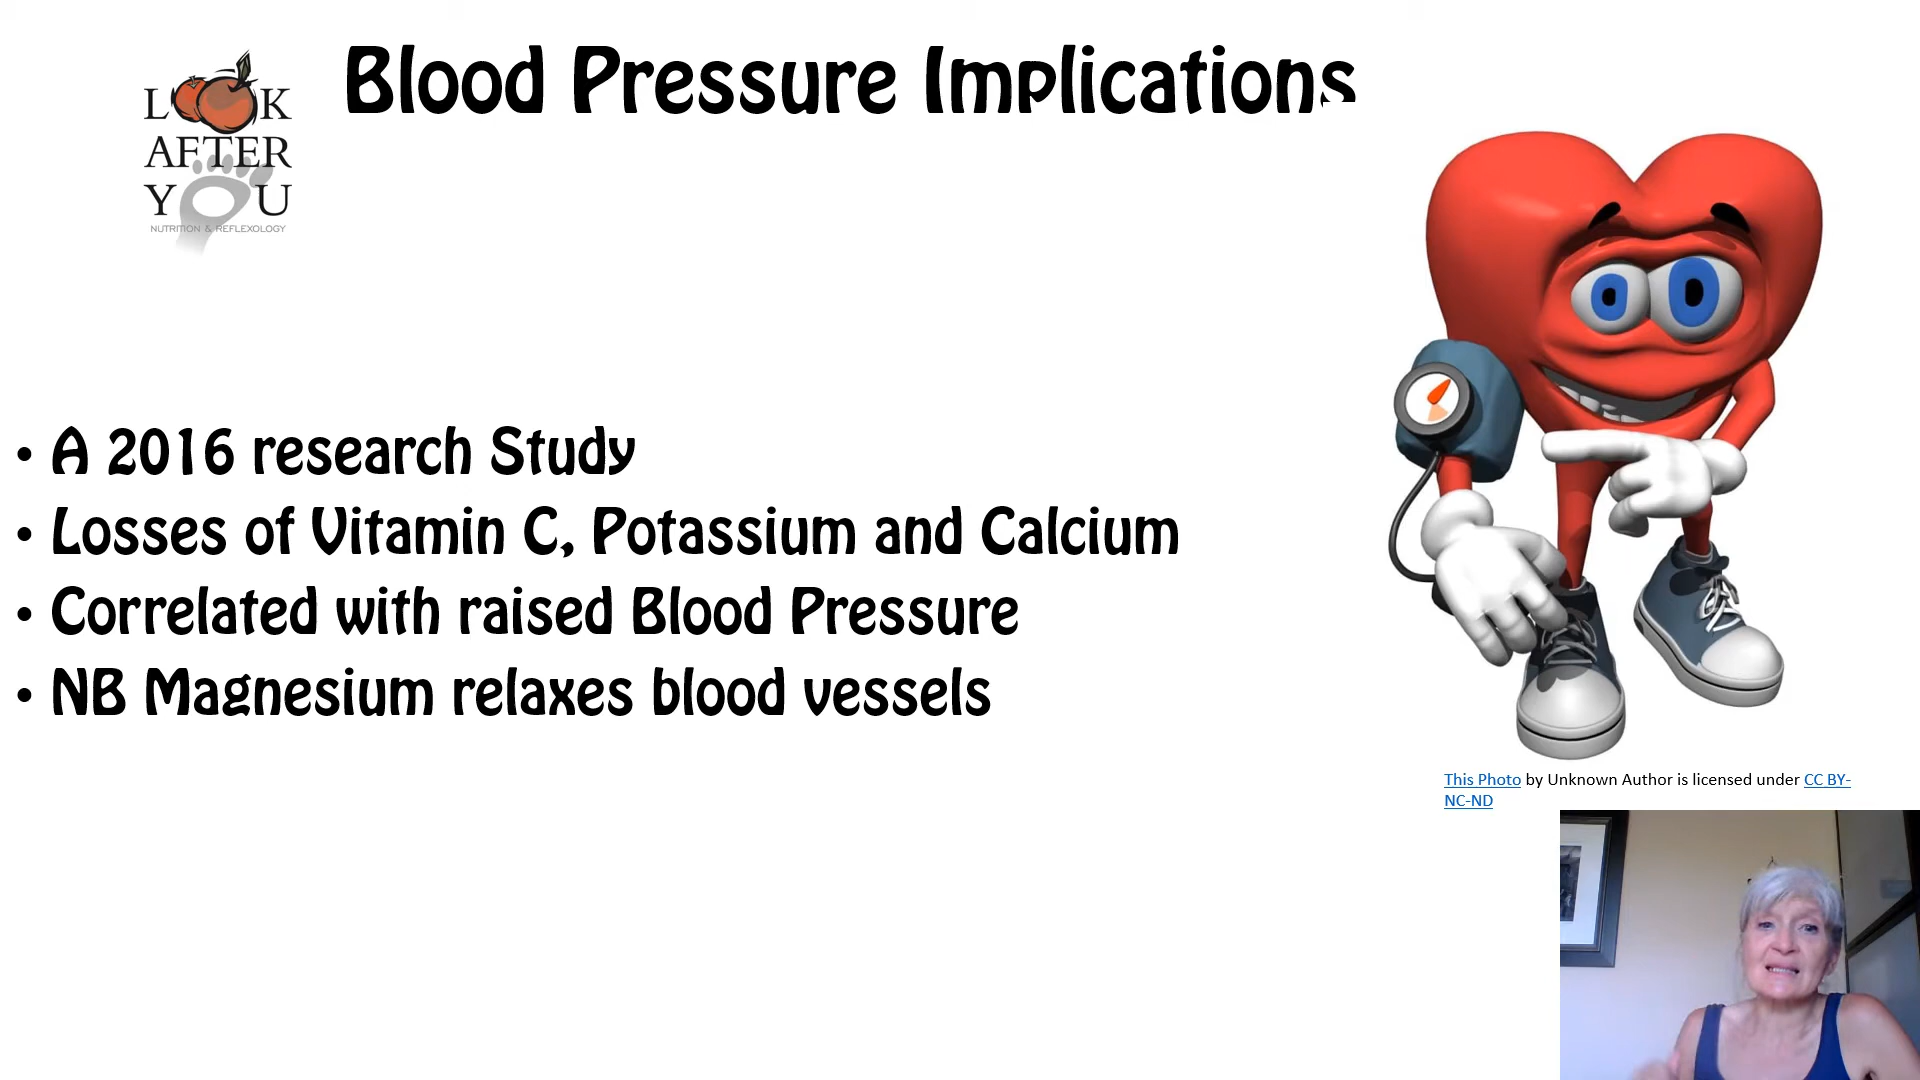 Blood Pressure Implications
LOOK
AFTER
YOU
NUTRITION & REFLEXOLOGY
• A 2016 research Study
• Losses of Vitamin C, Potassium and Calcium
• Correlated with raised Blood Pressure
• NB Magnesium relaxes blood vessels
This Photo by Unknown Author is licensed under CC BY-
NC-ND